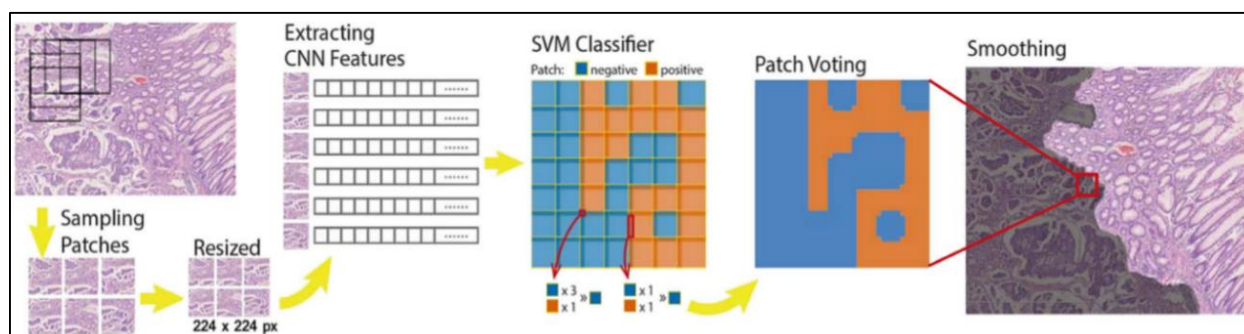 Sampling
Patches
Resized
224 x 224 px
Extracting
CNN Features
......
......
......
......
......
......
SVM Classifier
Patch: negative positive
x 3
x 1
»
x 1
x 1
»
Patch Voting
Smoothing